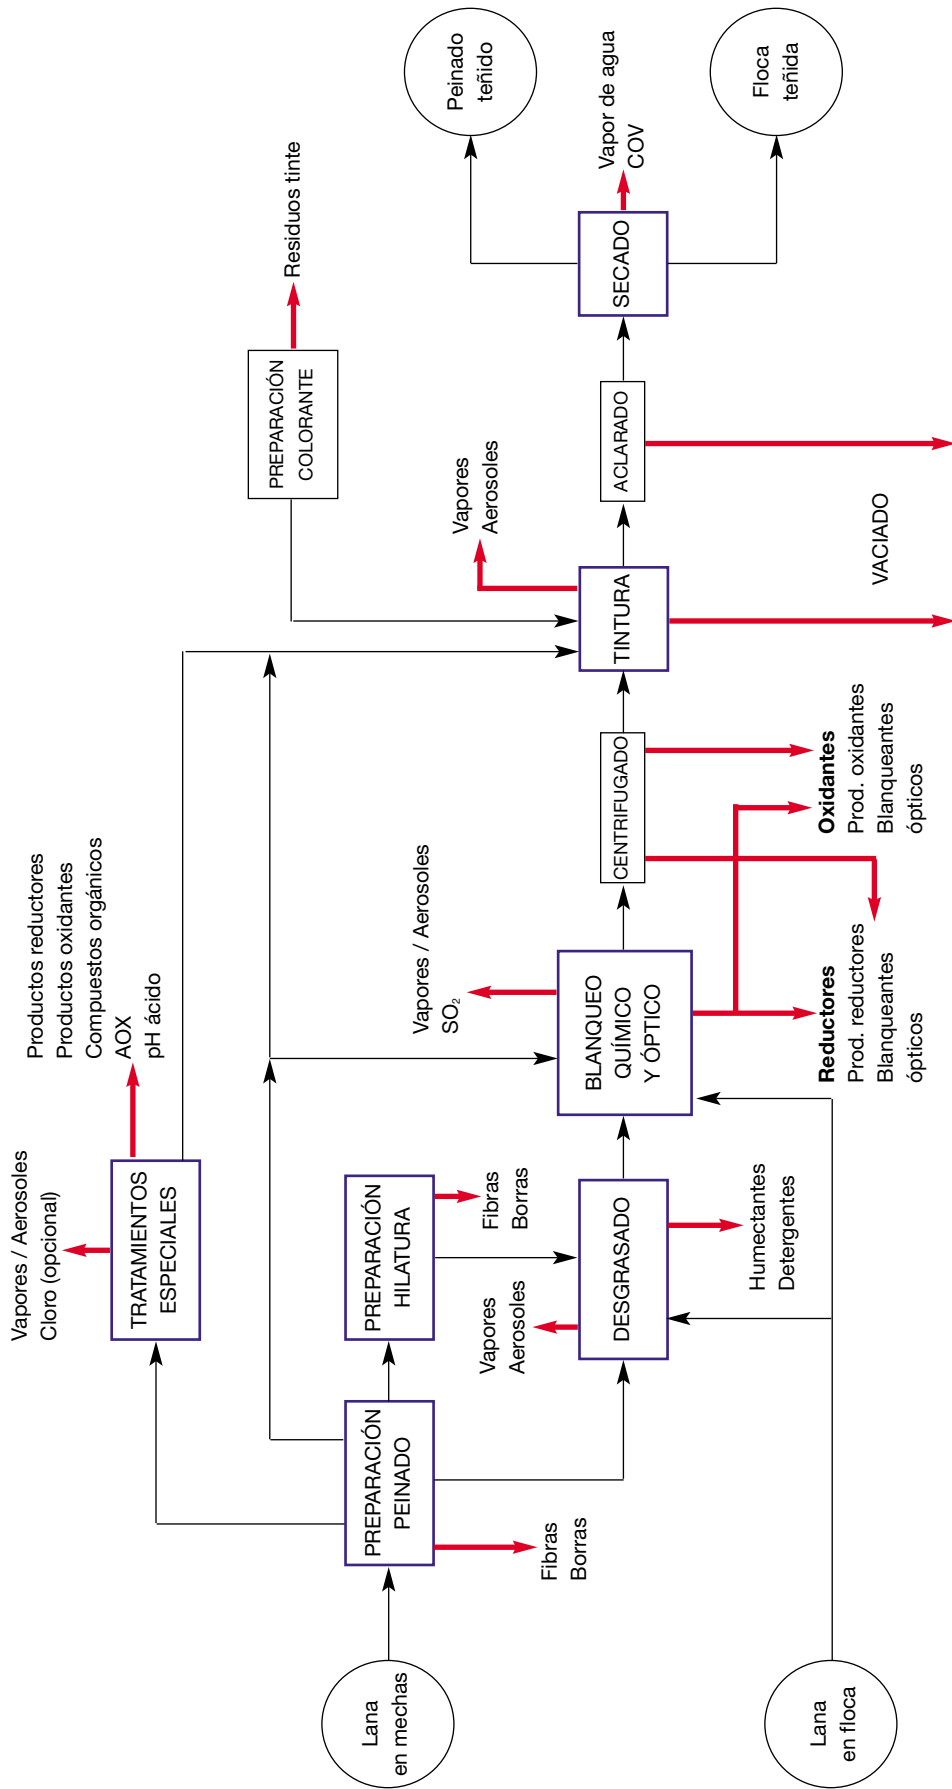 Vapores / Aerosoles
Cloro (opcional)
Productos reductores
Productos oxidantes
Compuestos orgánicos
AOX
pH ácido
TRATAMIENTOS
ESPECIALES
PREPARACIÓN
COLORANTE
Residuos tinte
Lana
en mechas
PREPARACIÓN
PEINADO
Fibras
Borras
PREPARACIÓN
HILATURA
Fibras
Borras
Vapores / Aerosoles
SO₂
Vapores
Aerosoles
Peinado
teñido
Vapores
Aerosoles
DESGRASADO
Humectantes
Detergentes
BLANQUEO
QUÍMICO
Y ÓPTICO
CENTRIFUGADO
TINTURA
ACLARADO
SECADO
Vapor de agua
COV
Floca
teñida
Lana
en floca
Reductores
Prod. reductores
Blanqueantes
ópticos
Oxidantes
Prod. oxidantes
Blanqueantes
ópticos
VACIADO